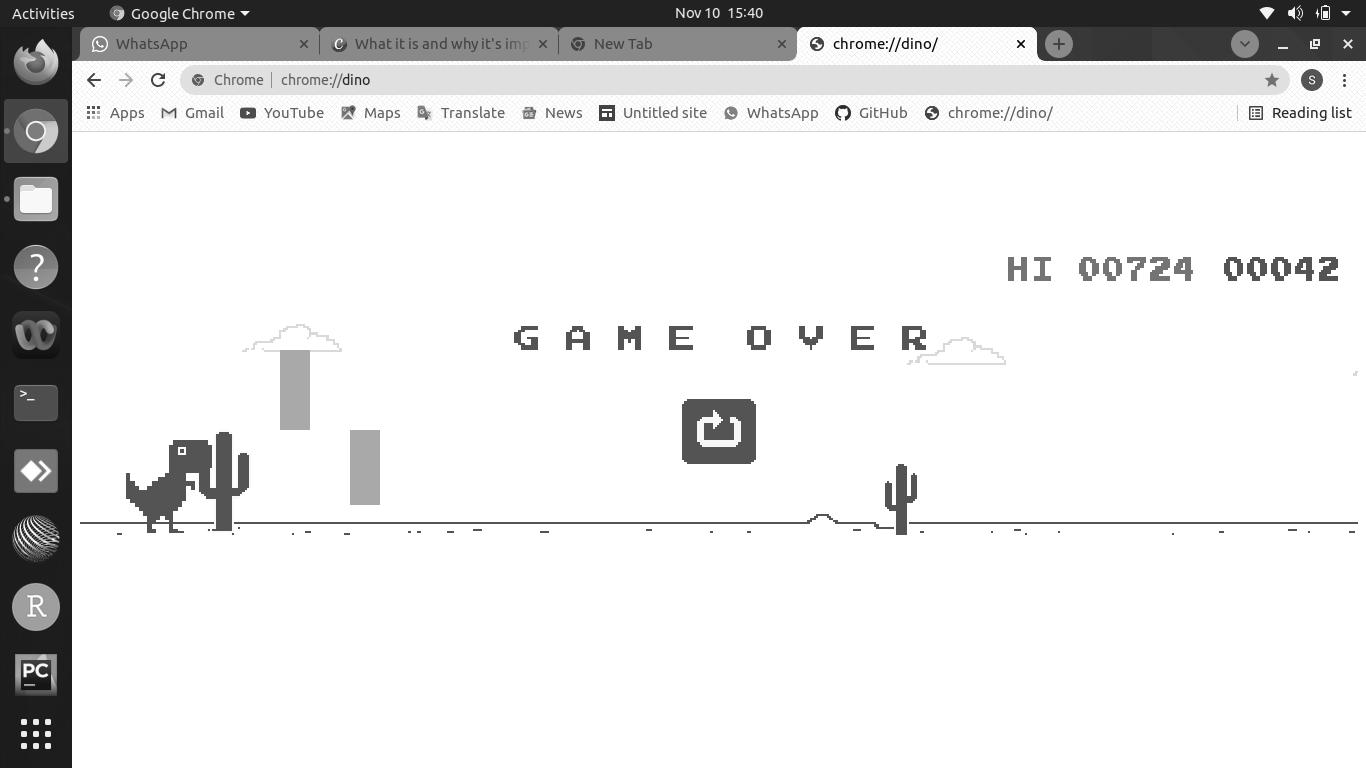 Activities Google Chrome Nov 10 15:40
WhatsApp What it is and why it's imp New Tab chrome://dino/
Chrome chrome://dino S
Apps Gmail YouTube Maps Translate News Untitled site WhatsApp GitHub chrome://dino/ Reading list
HI 00724 00042
GAME OVER
?
>_
R
PC